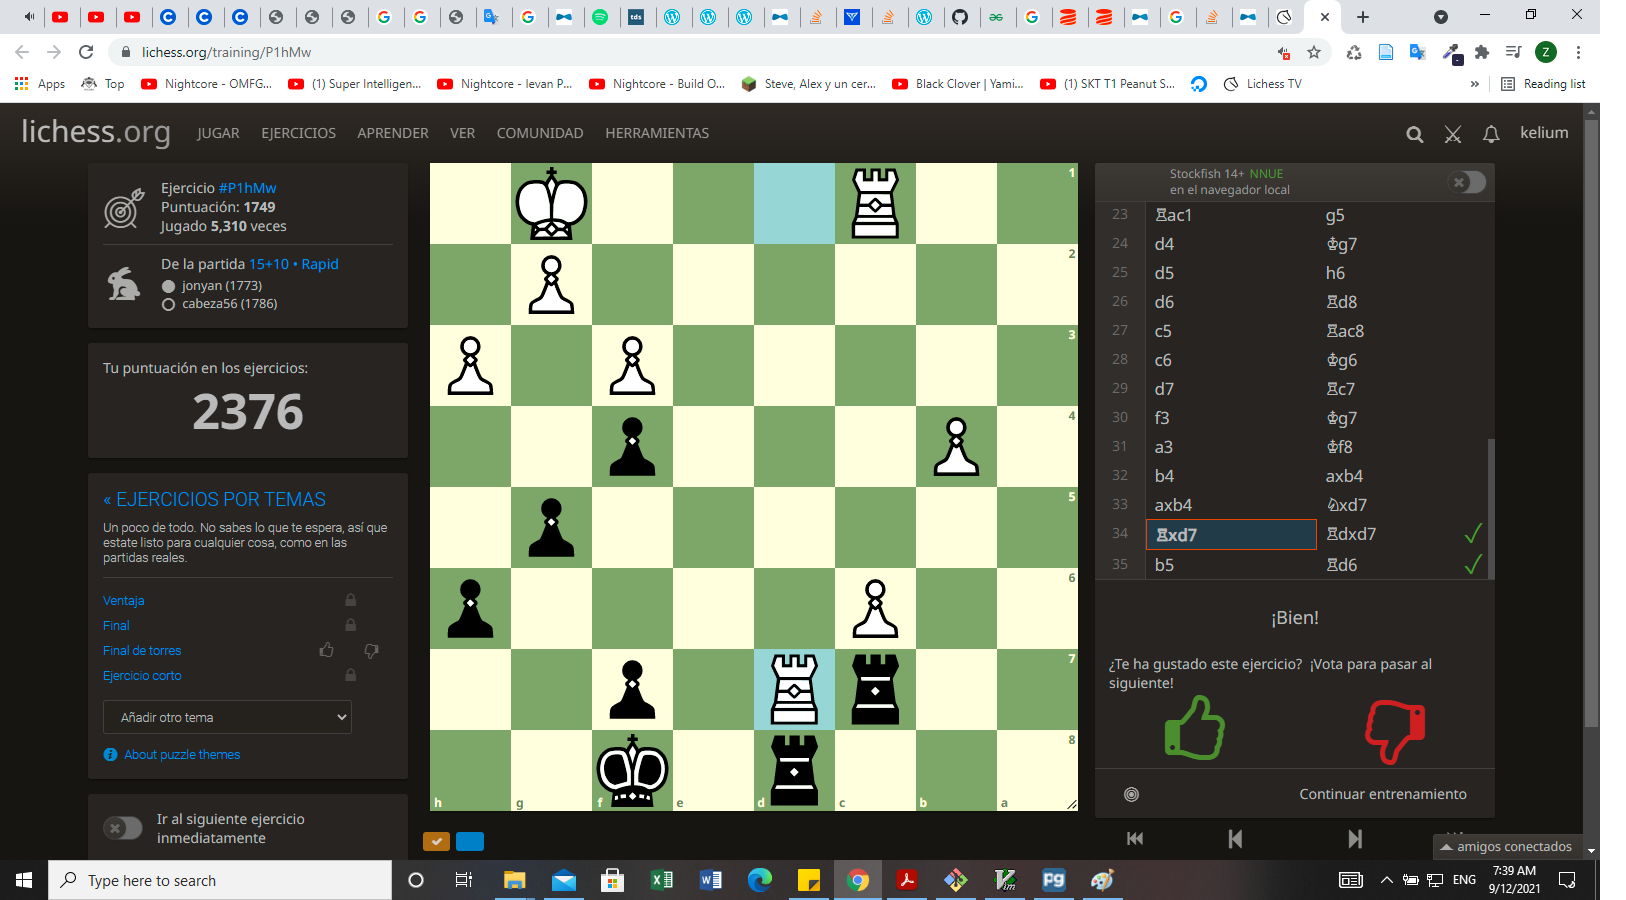 tds
lichess.org/training/P1hMw
Z
Apps
Top
Nightcore - OMFG...
(1) Super Intelligen...
Nightcore - Ievan P...
Nightcore - Build O...
Steve, Alex y un cer...
Black Clover | Yami...
(1) SKT T1 Peanut S...
Lichess TV
»
Reading list
lichess.org
JUGAR
EJERCICIOS
APRENDER
VER
COMUNIDAD
HERRAMIENTAS
kelium
Ejercicio #P1hMw
Puntuación: 1749
Jugado 5,310 veces
De la partida 15+10 • Rapid
jonyan (1773)
cabeza56 (1786)
Tu puntuación en los ejercicios:
2376
« EJERCICIOS POR TEMAS
Un poco de todo. No sabes lo que te espera, así que
estate listo para cualquier cosa, como en las
partidas reales.
Ventaja
Final
Final de torres
Ejercicio corto
Añadir otro tema
About puzzle themes
Ir al siguiente ejercicio
inmediatamente
1
2
3
4
5
6
7
8
h g f e d c b a
Stockfish 14+ NNUE
en el navegador local
23 ♖ac1 g5
24 d4 ♔g7
25 d5 h6
26 d6 ♖d8
27 c5 ♖ac8
28 c6 ♔g6
29 d7 ♖c7
30 f3 ♔g7
31 a3 ♔f8
32 b4 axb4
33 axb4 ♘xd7
34 ♖xd7 ♖dxd7 ✓
35 b5 ♖d6 ✓
¡Bien!
¿Te ha gustado este ejercicio? ¡Vota para pasar al
siguiente!
Continuar entrenamiento
amigos conectados
Type here to search
ENG
7:39 AM
9/12/2021